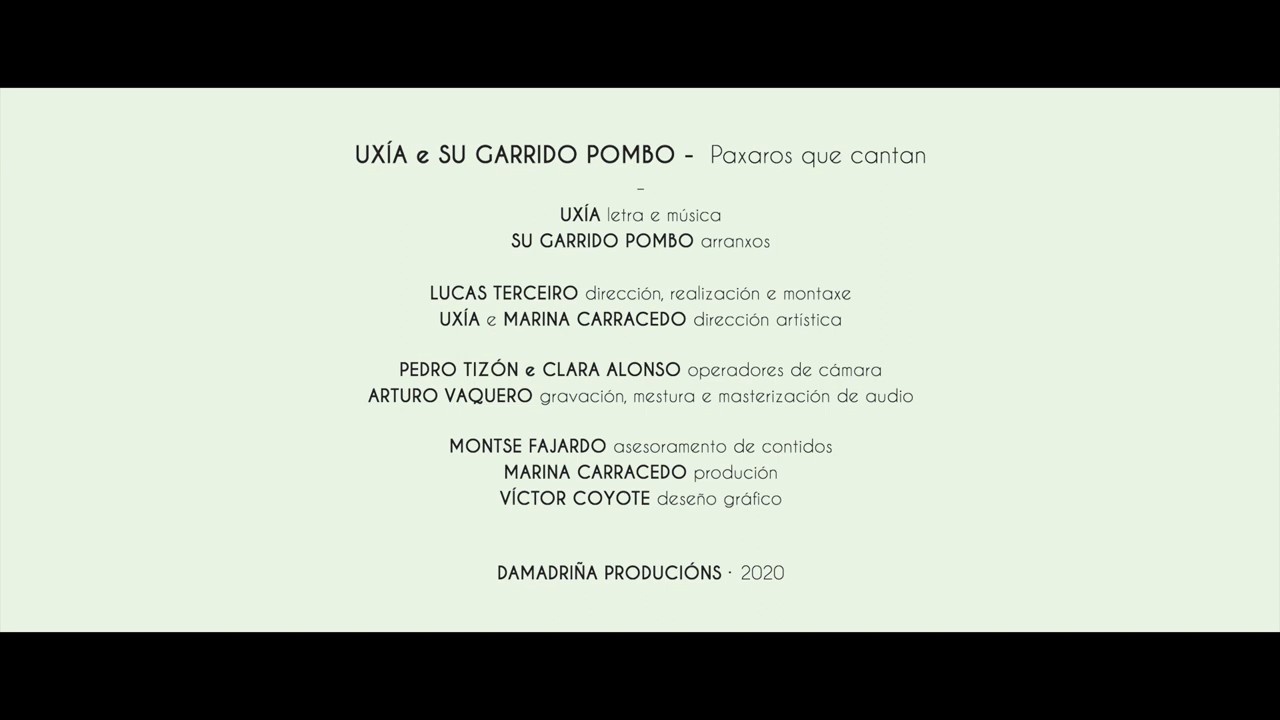 UXÍA e SU GARRIDO POMBO - Paxaros que cantan
–
UXÍA letra e música
SU GARRIDO POMBO arranxos
LUCAS TERCEIRO dirección, realización e montaxe
UXÍA e MARINA CARRACEDO dirección artística
PEDRO TIZÓN e CLARA ALONSO operadores de cámara
ARTURO VAQUERO gravación, mestura e masterización de audio
MONTSE FAJARDO asesoramento de contidos
MARINA CARRACEDO produción
VÍCTOR COYOTE deseño gráfico
DAMADRIÑA PRODUCIÓNS · 2020